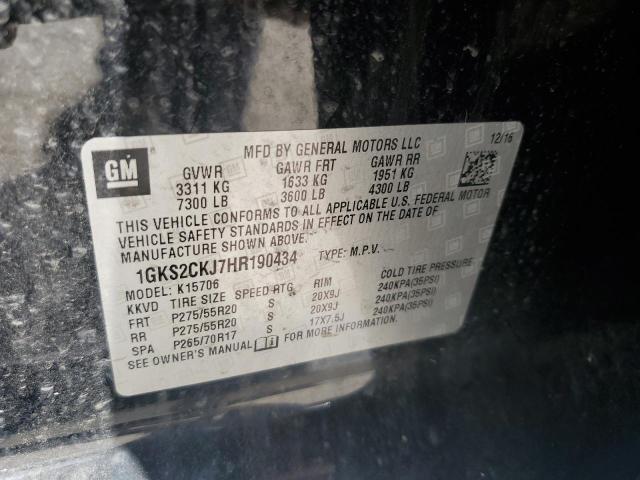 MFD BY GENERAL MOTORS LLC 12/16
GM
GVWR GAWR FRT GAWR RR
3311 KG 1633 KG 1951 KG
7300 LB 3600 LB 4300 LB
THIS VEHICLE CONFORMS TO ALL APPLICABLE U.S. FEDERAL MOTOR
VEHICLE SAFETY STANDARDS IN EFFECT ON THE DATE OF
MANUFACTURE SHOWN ABOVE.
1GKS2CKJ7HR190434 TYPE: M.P.V.
MODEL: K15706
KKVD TIRE SIZE SPEED RTG RIM COLD TIRE PRESSURE
FRT P275/55R20 S 20X9J 240KPA(35PSI)
RR P275/55R20 S 20X9J 240KPA(35PSI)
SPA P265/70R17 S 17X7.5J 240KPA(35PSI)
SEE OWNER'S MANUAL FOR MORE INFORMATION.